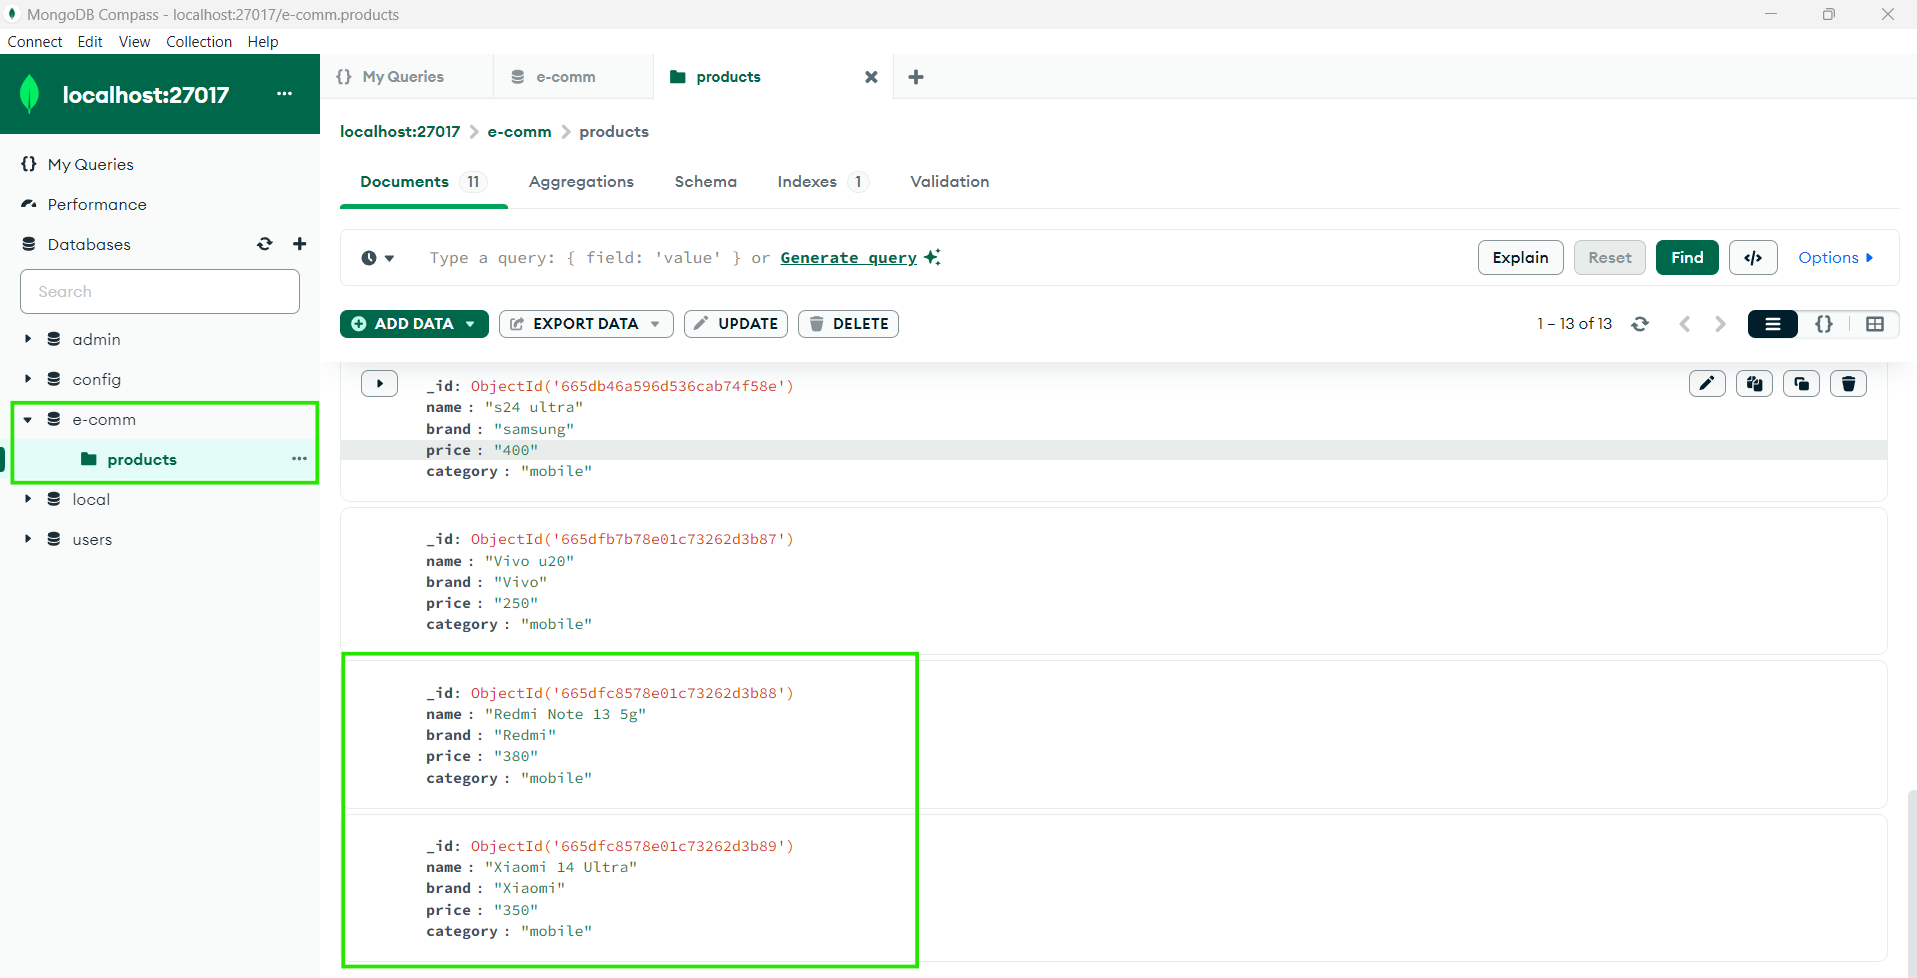 MongoDB Compass - localhost:27017/e-comm.products
Connect Edit View Collection Help
localhost:27017 ...
My Queries
Performance
Databases
Search
admin
config
e-comm
products ...
local
users
{} My Queries e-comm products
localhost:27017 > e-comm > products
Documents 11 Aggregations Schema Indexes 1 Validation
Type a query: { field: 'value' } or Generate query
Explain Reset Find </> Options
ADD DATA EXPORT DATA UPDATE DELETE
1 – 13 of 13 {}
_id: ObjectId('665db46a596d536cab74f58e')
name : "s24 ultra"
brand : "samsung"
price : "400"
category : "mobile"
_id: ObjectId('665dfb7b78e01c73262d3b87')
name : "Vivo u20"
brand : "Vivo"
price : "250"
category : "mobile"
_id: ObjectId('665dfc8578e01c73262d3b88')
name : "Redmi Note 13 5g"
brand : "Redmi"
price : "380"
category : "mobile"
_id: ObjectId('665dfc8578e01c73262d3b89')
name : "Xiaomi 14 Ultra"
brand : "Xiaomi"
price : "350"
category : "mobile"